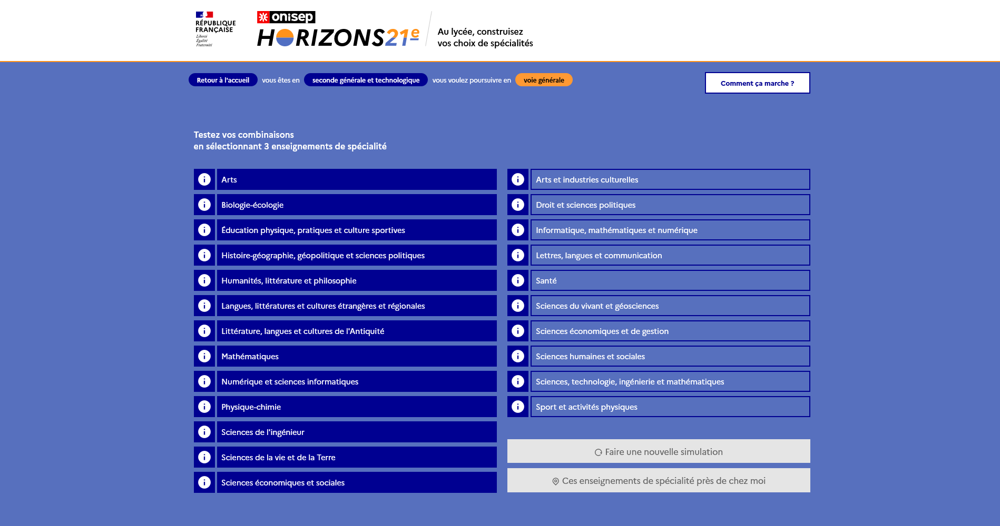 RÉPUBLIQUE
FRANÇAISE
Liberté
Égalité
Fraternité
onisep
HORIZONS21e
Au lycée, construisez
vos choix de spécialités
Retour à l'accueil vous êtes en seconde générale et technologique vous voulez poursuivre en voie générale
Comment ça marche ?
Testez vos combinaisons
en sélectionnant 3 enseignements de spécialité
Arts
Biologie-écologie
Éducation physique, pratiques et culture sportives
Histoire-géographie, géopolitique et sciences politiques
Humanités, littérature et philosophie
Langues, littératures et cultures étrangères et régionales
Littérature, langues et cultures de l'Antiquité
Mathématiques
Numérique et sciences informatiques
Physique-chimie
Sciences de l'ingénieur
Sciences de la vie et de la Terre
Sciences économiques et sociales
Arts et industries culturelles
Droit et sciences politiques
Informatique, mathématiques et numérique
Lettres, langues et communication
Santé
Sciences du vivant et géosciences
Sciences économiques et de gestion
Sciences humaines et sociales
Sciences, technologie, ingénierie et mathématiques
Sport et activités physiques
Faire une nouvelle simulation
Ces enseignements de spécialité près de chez moi